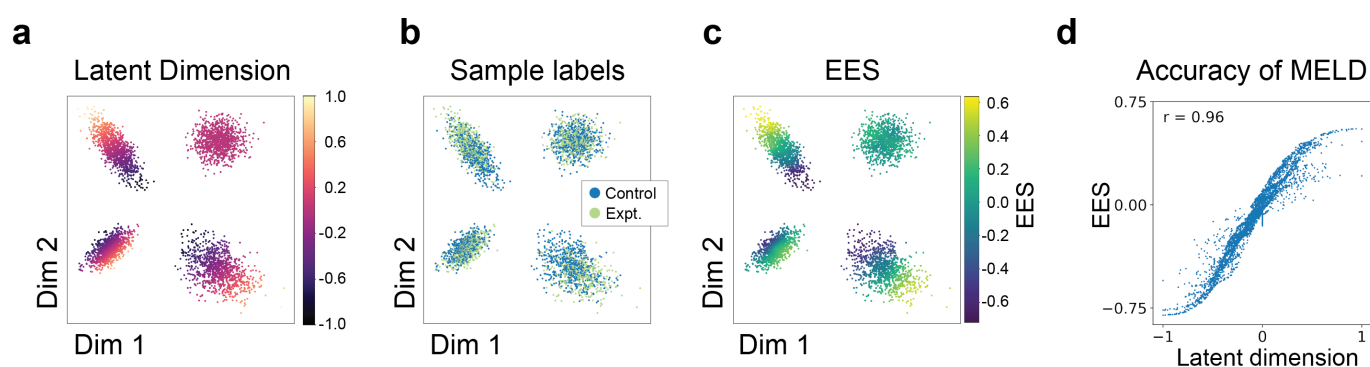 a
Latent Dimension
Dim 2
Dim 1
1.0
0.6
0.2
-0.2
-0.6
-1.0
b
Sample labels
Control
Expt.
Dim 2
Dim 1
c
EES
Dim 2
Dim 1
0.6
0.4
0.2
0.0
-0.2
-0.4
-0.6
EES
d
Accuracy of MELD
r = 0.96
EES
0.75
0.00
−0.75
−1
0
1
Latent dimension